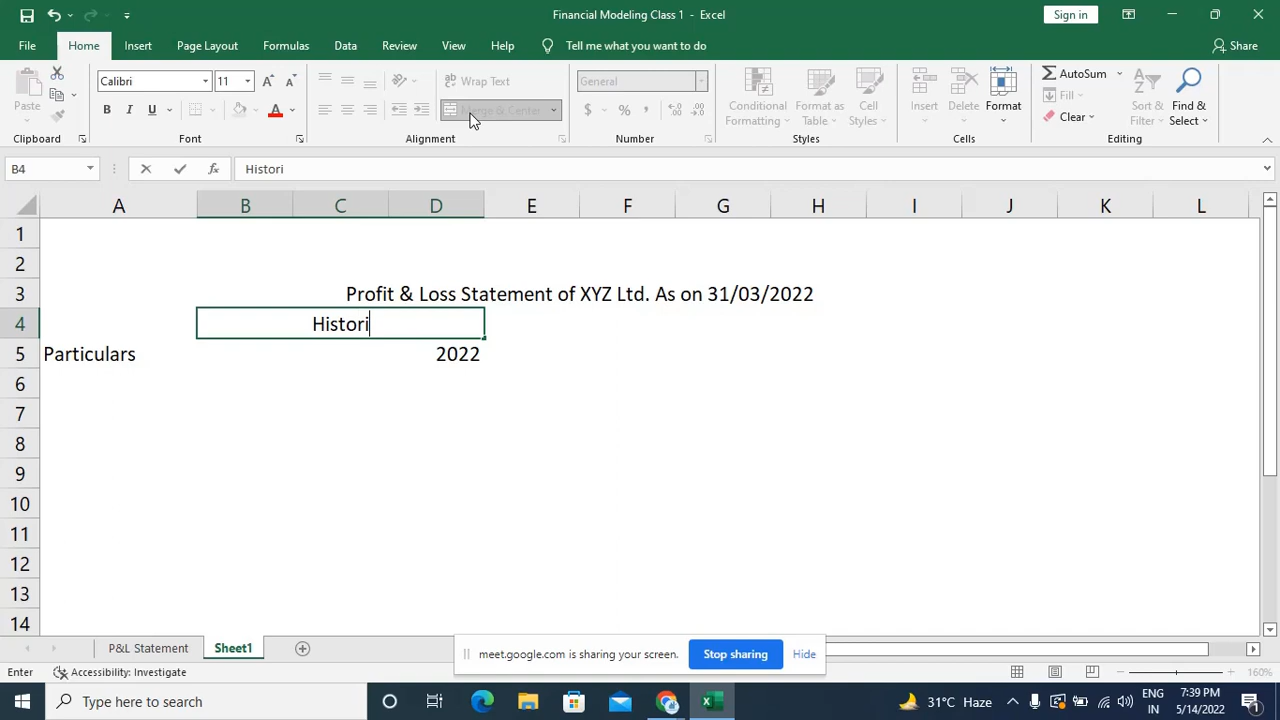 Financial Modeling Class 1 - Excel
Sign in
File Home Insert Page Layout Formulas Data Review View Help Tell me what you want to do Share
Paste
Clipboard
Calibri 11
B I U A
Font
Wrap Text
Merge & Center
Alignment
General
$ % ,
Number
Conditional Formatting
Format as Table
Cell Styles
Styles
Insert Delete Format
Cells
AutoSum
Fill
Clear
Sort & Filter
Find & Select
Editing
B4 fx Histori
A B C D E F G H I J K L
1
2
3 Profit & Loss Statement of XYZ Ltd. As on 31/03/2022
4 Histori
5 Particulars 2022
6
7
8
9
10
11
12
13
14
P&L Statement Sheet1
meet.google.com is sharing your screen. Stop sharing Hide
Enter Accessibility: Investigate 160%
Type here to search
31°C Haze
ENG
IN
7:39 PM
5/14/2022
1